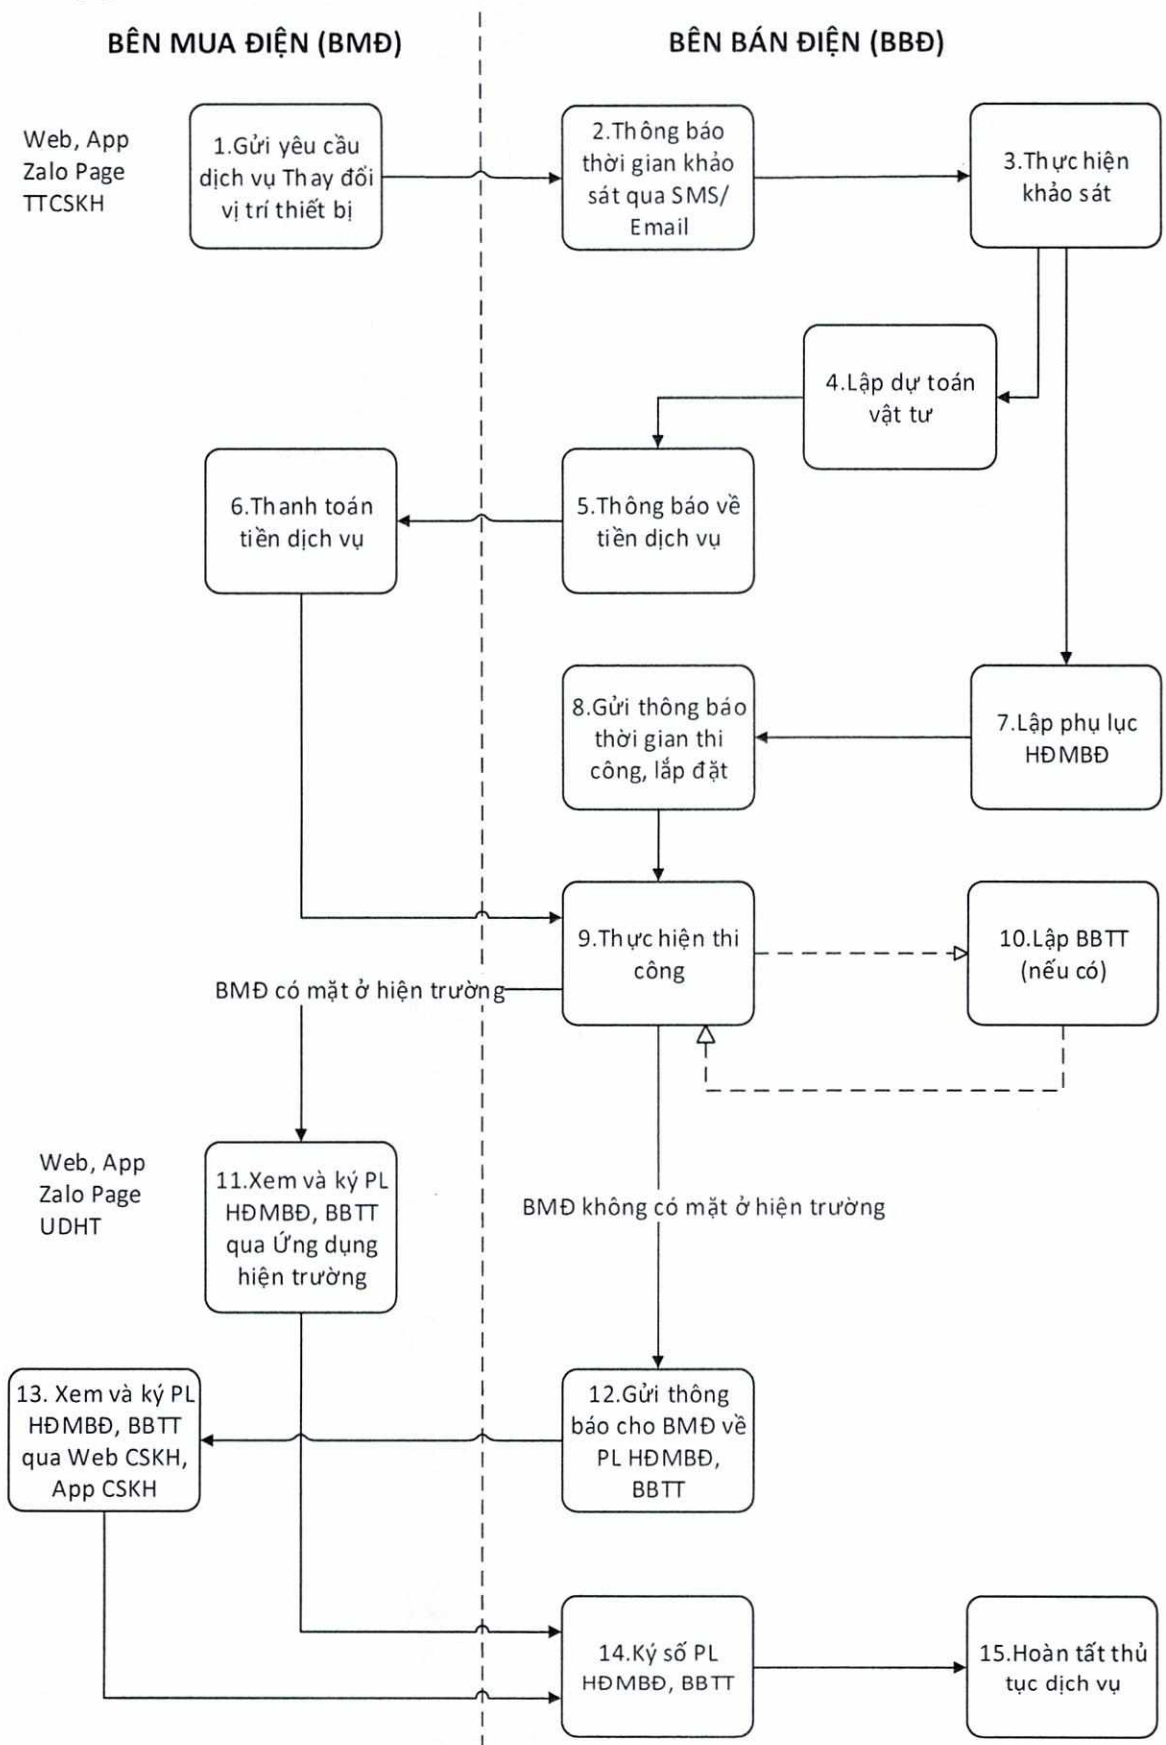 BÊN MUA ĐIỆN (BMĐ)
BÊN BÁN ĐIỆN (BBĐ)
Web, App
Zalo Page
TTCSKH
1.Gửi yêu cầu
dịch vụ Thay đổi
vị trí thiết bị
2.Thông báo
thời gian khảo
sát qua SMS/
Email
3.Thực hiện
khảo sát
4.Lập dự toán
vật tư
6.Thanh toán
tiền dịch vụ
5.Thông báo về
tiền dịch vụ
8.Gửi thông báo
thời gian thi
công, lắp đặt
7.Lập phụ lục
HĐMBĐ
9.Thực hiện thi
công
10.Lập BBTT
(nếu có)
BMĐ có mặt ở hiện trường
Web, App
Zalo Page
UDHT
11.Xem và ký PL
HĐMBĐ, BBTT
qua Ứng dụng
hiện trường
BMĐ không có mặt ở hiện trường
13. Xem và ký PL
HĐMBĐ, BBTT
qua Web CSKH,
App CSKH
12.Gửi thông
báo cho BMĐ về
PL HĐMBĐ,
BBTT
14.Ký số PL
HĐMBĐ, BBTT
15.Hoàn tất thủ
tục dịch vụ